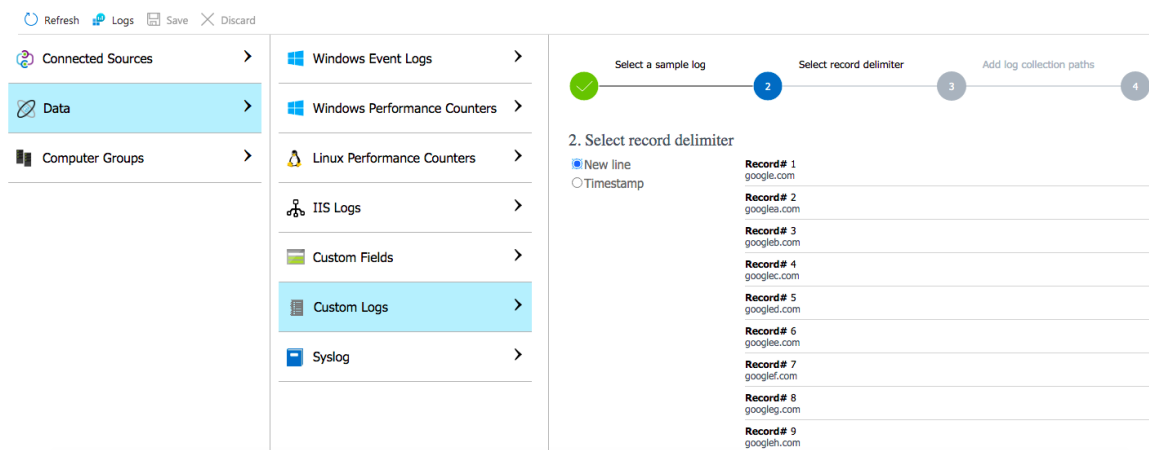 Refresh Logs Save Discard
Connected Sources
Data
Computer Groups
Windows Event Logs
Windows Performance Counters
Linux Performance Counters
IIS Logs
Custom Fields
Custom Logs
Syslog
Select a sample log
Select record delimiter
Add log collection paths
2
3
4
2. Select record delimiter
New line
Timestamp
Record# 1
google.com
Record# 2
googlea.com
Record# 3
googleb.com
Record# 4
googlec.com
Record# 5
googled.com
Record# 6
googlee.com
Record# 7
googlef.com
Record# 8
googleg.com
Record# 9
googleh.com